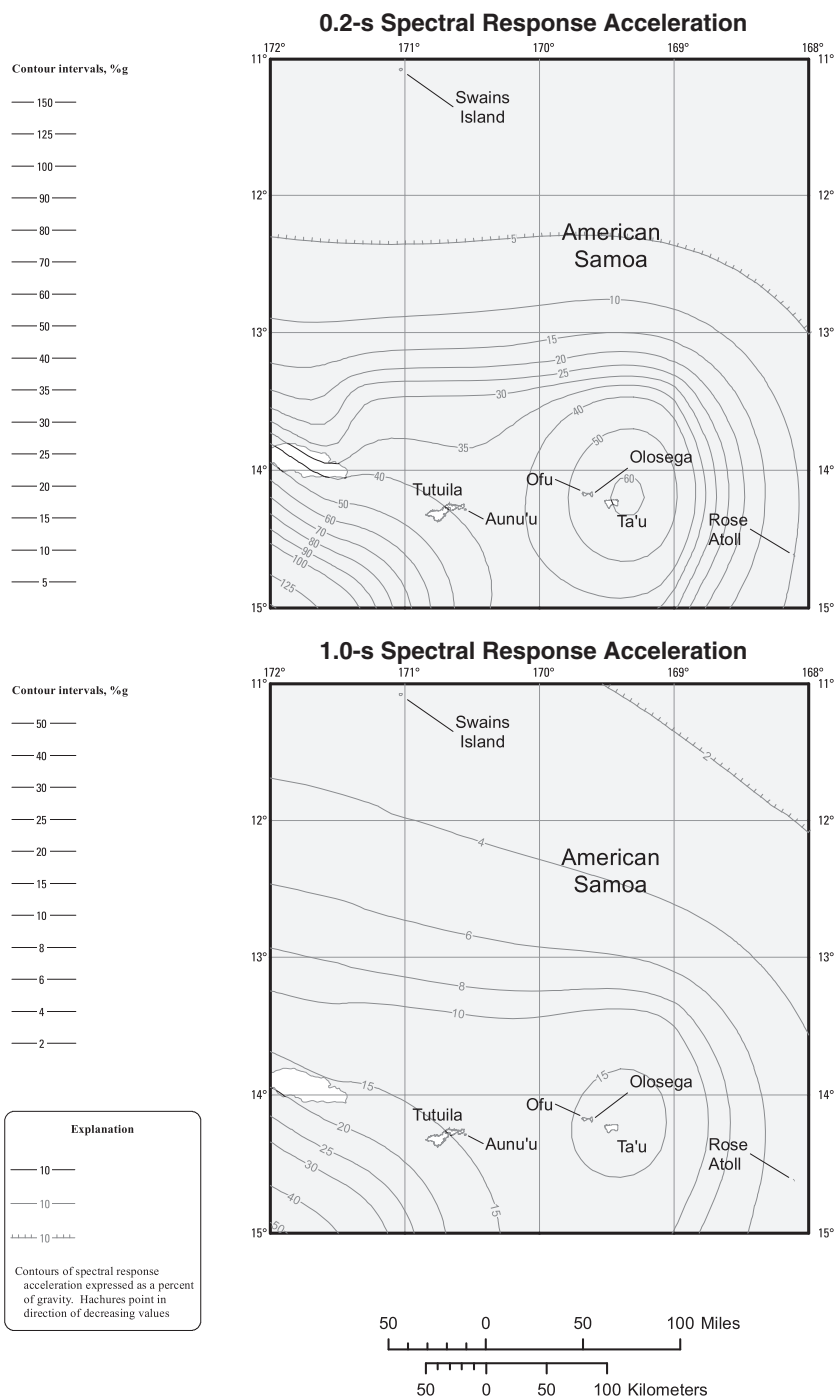 0.2-s Spectral Response Acceleration
172° 171° 170° 169° 168°
Contour intervals, %g
150
125
100
90
80
70
60
50
40
35
30
25
20
15
10
5
11° 11°
Swains
Island
12° 12°
American
Samoa
5
10
13° 13°
15
20
25
30
40
35
50
14° 14°
40
60
Olosega
Ofu
Tutuila
Aunu'u
Ta'u
Rose
Atoll
50
60
70
80
90
100
125
15° 15°
1.0-s Spectral Response Acceleration
172° 171° 170° 169° 168°
Contour intervals, %g
50
40
30
25
20
15
10
8
6
4
2
11° 11°
Swains
Island
2
12° 12°
4
American
Samoa
6
13° 13°
8
10
15
15
14° 14°
Olosega
Ofu
Tutuila
Aunu'u
Ta'u
Rose
Atoll
20
25
30
40
50
15
15° 15°
Explanation
10
10
10
Contours of spectral response
acceleration expressed as a percent
of gravity. Hachures point in
direction of decreasing values
50 0 50 100 Miles
50 0 50 100 Kilometers